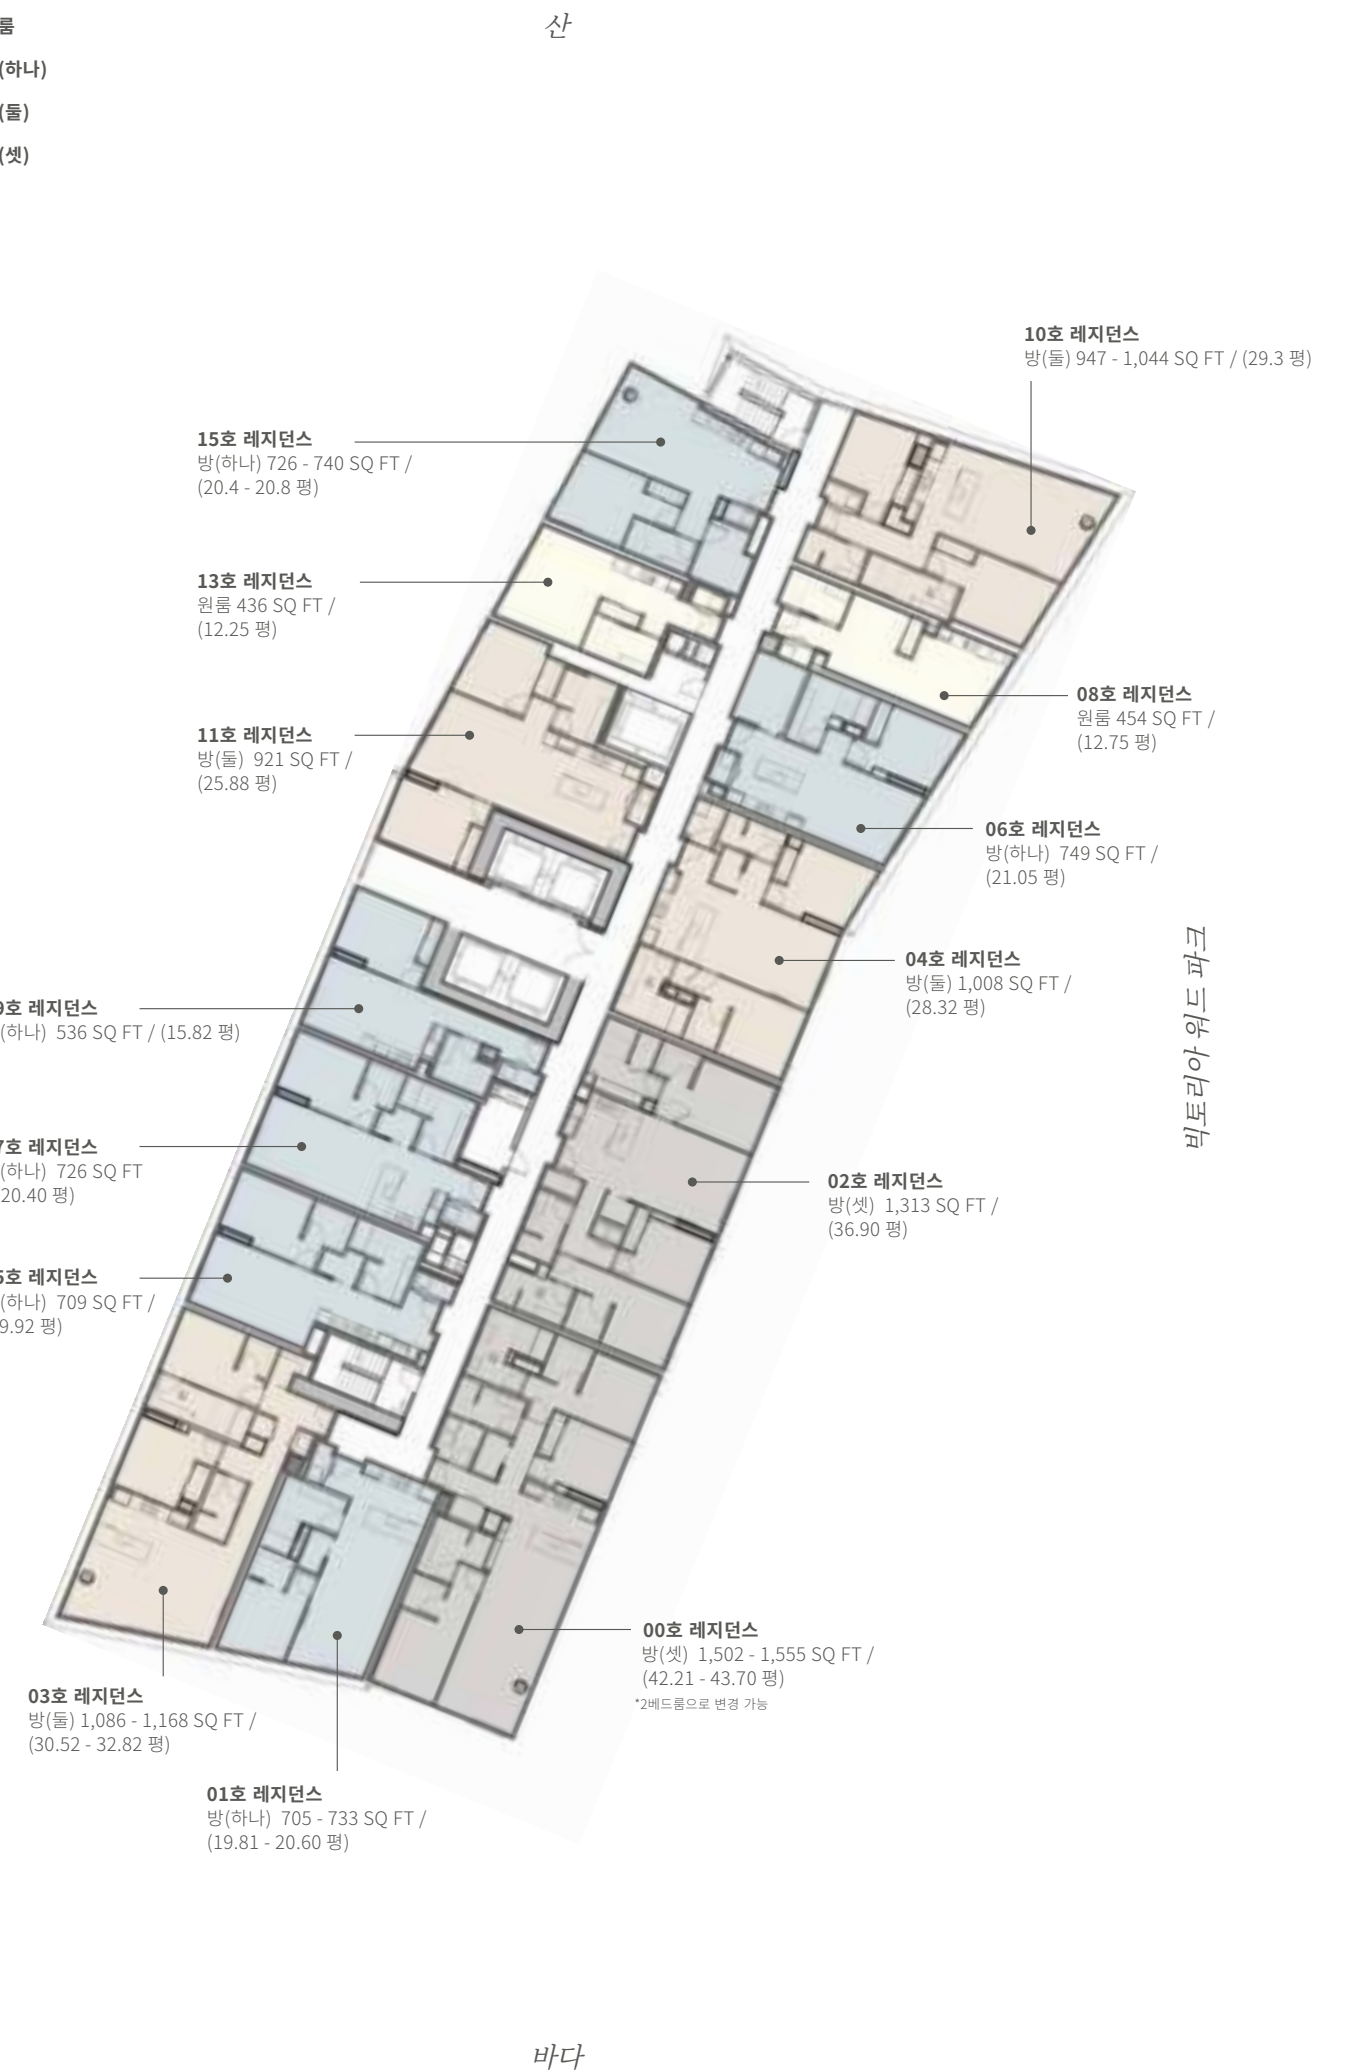 룸
(하나)
(둘)
(셋)
산
10호 레지던스
방(둘) 947 - 1,044 SQ FT / (29.3 평)
15호 레지던스
방(하나) 726 - 740 SQ FT /
(20.4 - 20.8 평)
13호 레지던스
원룸 436 SQ FT /
(12.25 평)
08호 레지던스
원룸 454 SQ FT /
(12.75 평)
11호 레지던스
방(둘) 921 SQ FT /
(25.88 평)
06호 레지던스
방(하나) 749 SQ FT /
(21.05 평)
04호 레지던스
방(둘) 1,008 SQ FT /
(28.32 평)
빅토리아 워드 파크
9호 레지던스
(하나) 536 SQ FT / (15.82 평)
7호 레지던스
(하나) 726 SQ FT
20.40 평)
02호 레지던스
방(셋) 1,313 SQ FT /
(36.90 평)
5호 레지던스
(하나) 709 SQ FT /
9.92 평)
00호 레지던스
방(셋) 1,502 - 1,555 SQ FT /
(42.21 - 43.70 평)
*2베드룸으로 변경 가능
03호 레지던스
방(둘) 1,086 - 1,168 SQ FT /
(30.52 - 32.82 평)
01호 레지던스
방(하나) 705 - 733 SQ FT /
(19.81 - 20.60 평)
바다